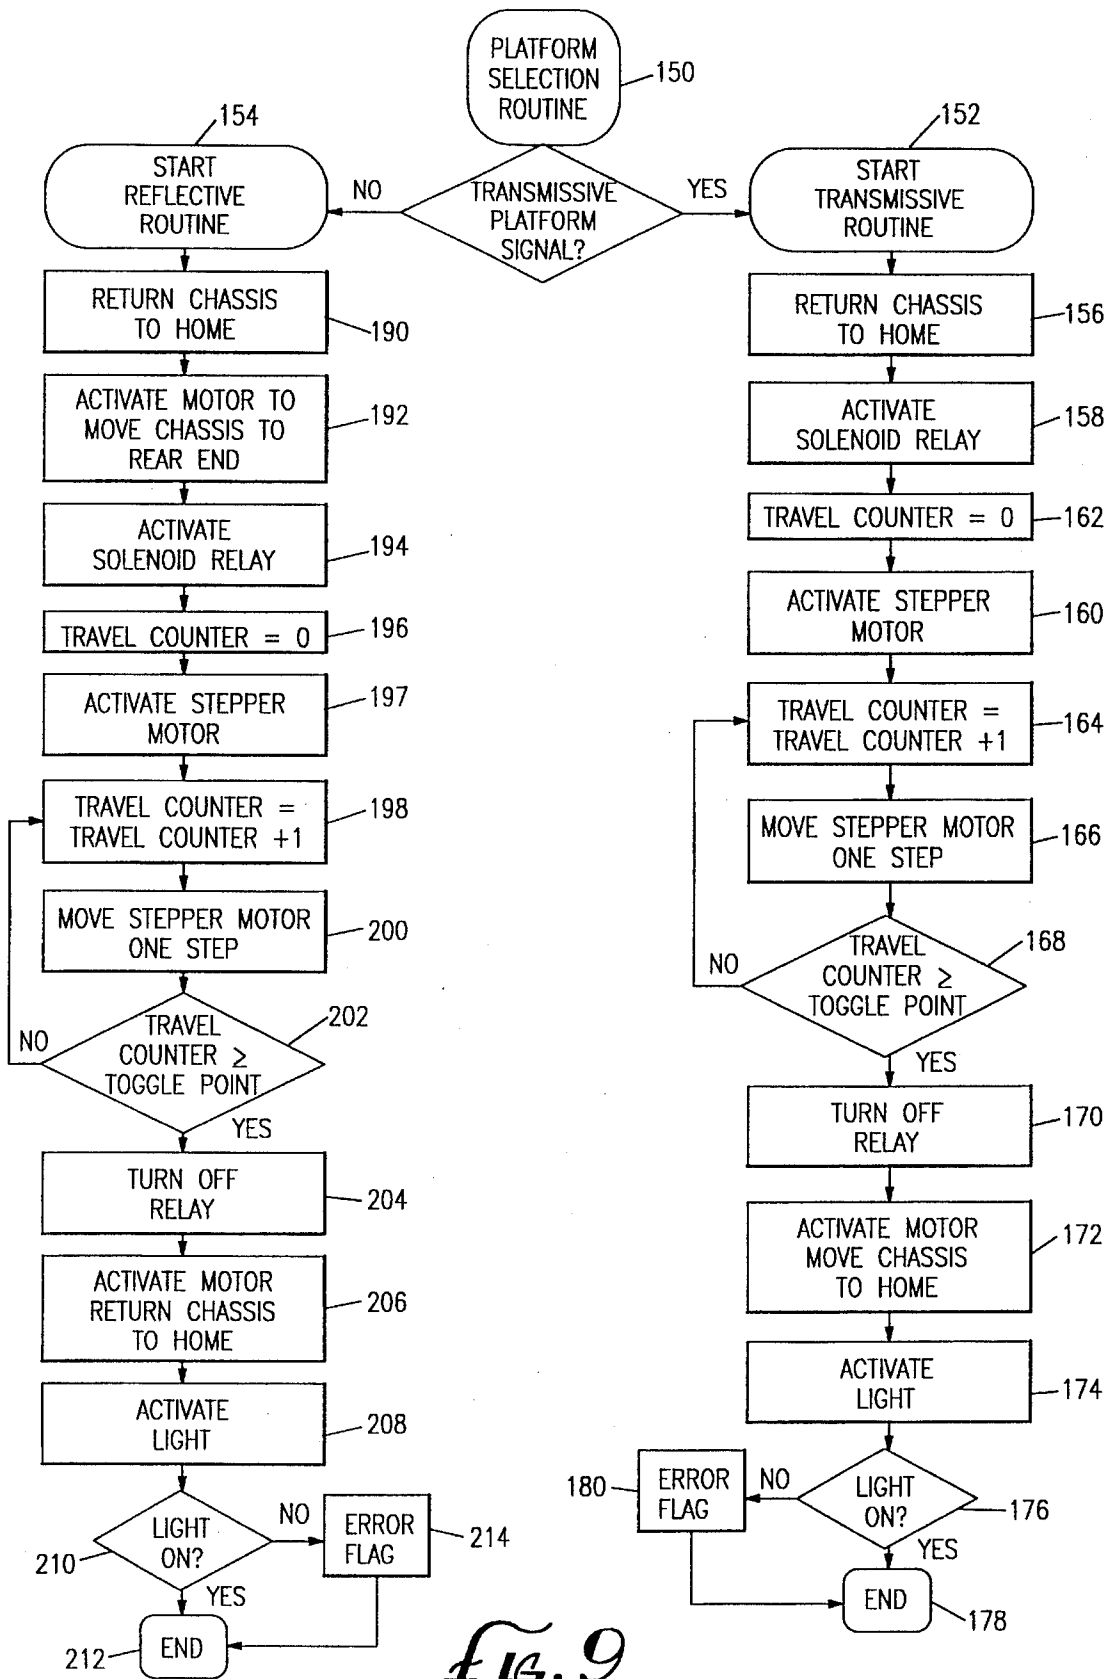 PLATFORM
SELECTION
ROUTINE
150
TRANSMISSIVE
PLATFORM
SIGNAL?
NO
YES
154
START
REFLECTIVE
ROUTINE
RETURN CHASSIS
TO HOME
190
ACTIVATE MOTOR TO
MOVE CHASSIS TO
REAR END
192
ACTIVATE
SOLENOID RELAY
194
TRAVEL COUNTER = 0
196
ACTIVATE STEPPER
MOTOR
197
TRAVEL COUNTER =
TRAVEL COUNTER +1
198
MOVE STEPPER MOTOR
ONE STEP
200
TRAVEL
COUNTER ≥
TOGGLE POINT
202
NO
YES
TURN OFF
RELAY
204
ACTIVATE MOTOR
RETURN CHASSIS
TO HOME
206
ACTIVATE
LIGHT
208
LIGHT
ON?
210
NO
ERROR
FLAG
214
YES
END
212
152
START
TRANSMISSIVE
ROUTINE
RETURN CHASSIS
TO HOME
156
ACTIVATE
SOLENOID RELAY
158
TRAVEL COUNTER = 0
162
ACTIVATE STEPPER
MOTOR
160
TRAVEL COUNTER =
TRAVEL COUNTER +1
164
MOVE STEPPER MOTOR
ONE STEP
166
TRAVEL
COUNTER ≥
TOGGLE POINT
168
NO
YES
TURN OFF
RELAY
170
ACTIVATE MOTOR
MOVE CHASSIS
TO HOME
172
ACTIVATE
LIGHT
174
LIGHT
ON?
176
NO
ERROR
FLAG
180
YES
END
178
FIG. 9